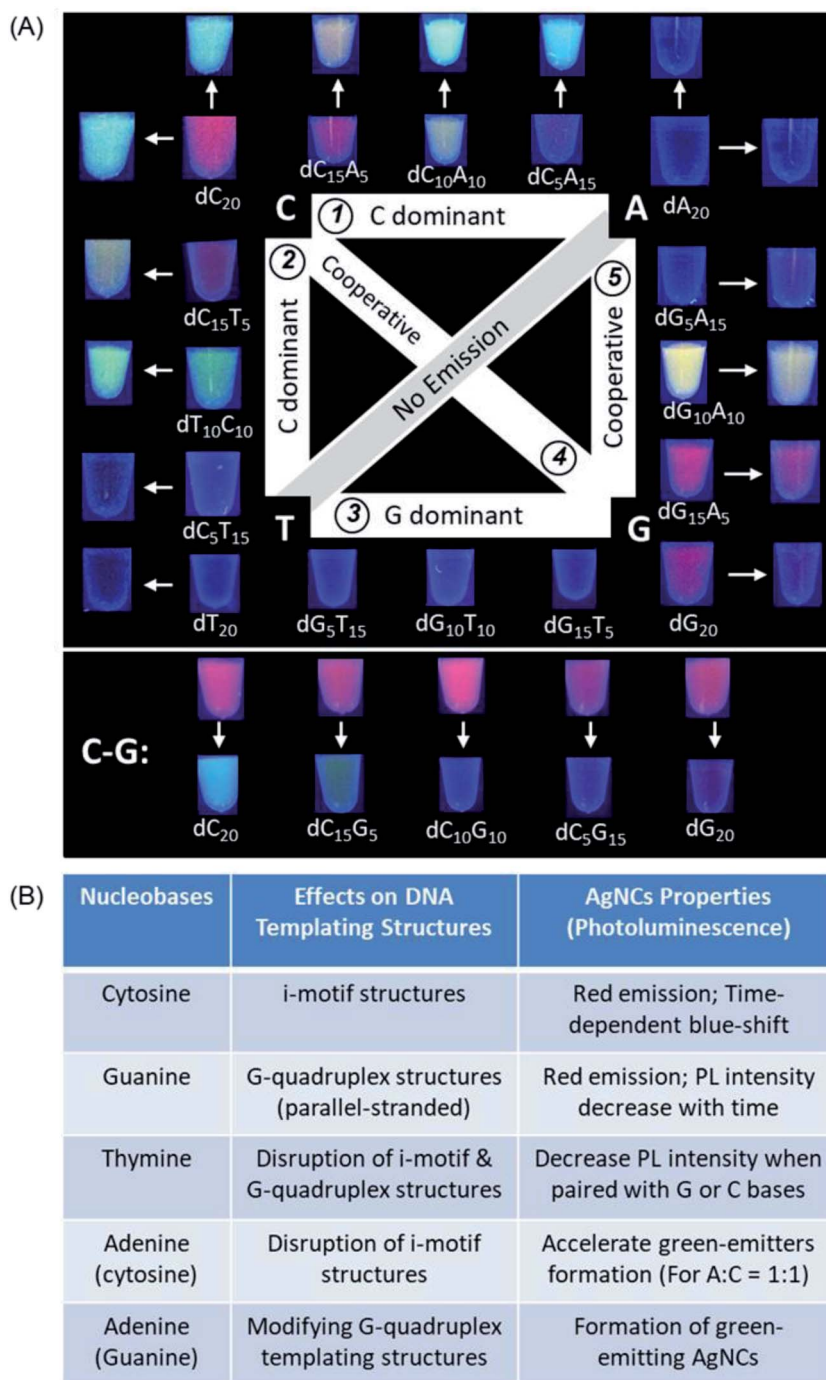 (A)
dC₂₀
dC₁₅A₅
dC₁₀A₁₀
dC₅A₁₅
dA₂₀
C
1
C dominant
A
2
Cooperative
5
dC₁₅T₅
dG₅A₁₅
C dominant
No Emission
Cooperative
dT₁₀C₁₀
dG₁₀A₁₀
4
dC₅T₁₅
T
3
G dominant
G
dG₁₅A₅
dT₂₀
dG₅T₁₅
dG₁₀T₁₀
dG₁₅T₅
dG₂₀
C-G:
dC₂₀
dC₁₅G₅
dC₁₀G₁₀
dC₅G₁₅
dG₂₀
(B)
Nucleobases
Effects on DNA
Templating Structures
AgNCs Properties
(Photoluminescence)
Cytosine
i-motif structures
Red emission; Time-
dependent blue-shift
Guanine
G-quadruplex structures
(parallel-stranded)
Red emission; PL intensity
decrease with time
Thymine
Disruption of i-motif &
G-quadruplex structures
Decrease PL intensity when
paired with G or C bases
Adenine
(cytosine)
Disruption of i-motif
structures
Accelerate green-emitters
formation (For A:C = 1:1)
Adenine
(Guanine)
Modifying G-quadruplex
templating structures
Formation of green-
emitting AgNCs